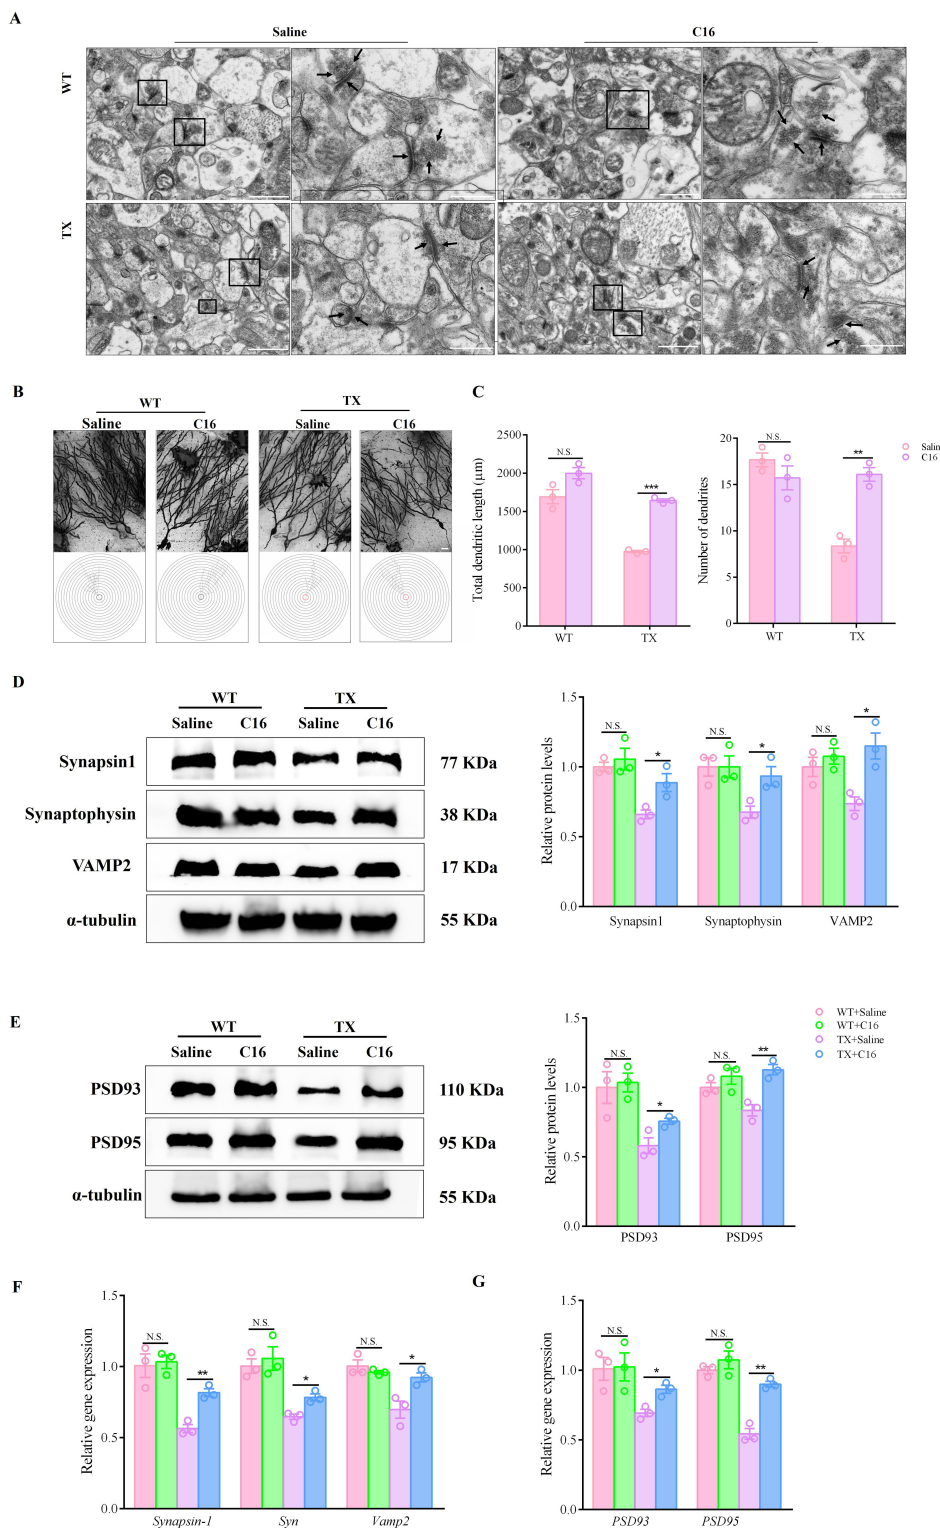 A
Saline
C16
WT
TX
B
WT
TX
Saline
C16
Saline
C16
C
Total dendritic length (μm)
2500
2000
1500
1000
500
0
N.S.
***
WT
TX
Number of dendrites
20
15
10
5
0
N.S.
**
WT
TX
Salin
C16
D
WT
TX
Saline
C16
Saline
C16
Synapsin1
77 KDa
Synaptophysin
38 KDa
VAMP2
17 KDa
α-tubulin
55 KDa
Relative protein levels
1.5
1.0
0.5
0.0
N.S.
*
N.S.
*
N.S.
*
Synapsin1
Synaptophysin
VAMP2
E
WT
TX
Saline
C16
Saline
C16
PSD93
110 KDa
PSD95
95 KDa
α-tubulin
55 KDa
Relative protein levels
1.5
1.0
0.5
0.0
N.S.
*
N.S.
**
PSD93
PSD95
WT+Saline
WT+C16
TX+Saline
TX+C16
F
Relative gene expression
1.5
1.0
0.5
0.0
N.S.
**
N.S.
*
N.S.
*
Synapsin-1
Syn
Vamp2
G
Relative gene expression
1.5
1.0
0.5
0.0
N.S.
*
N.S.
**
PSD93
PSD95